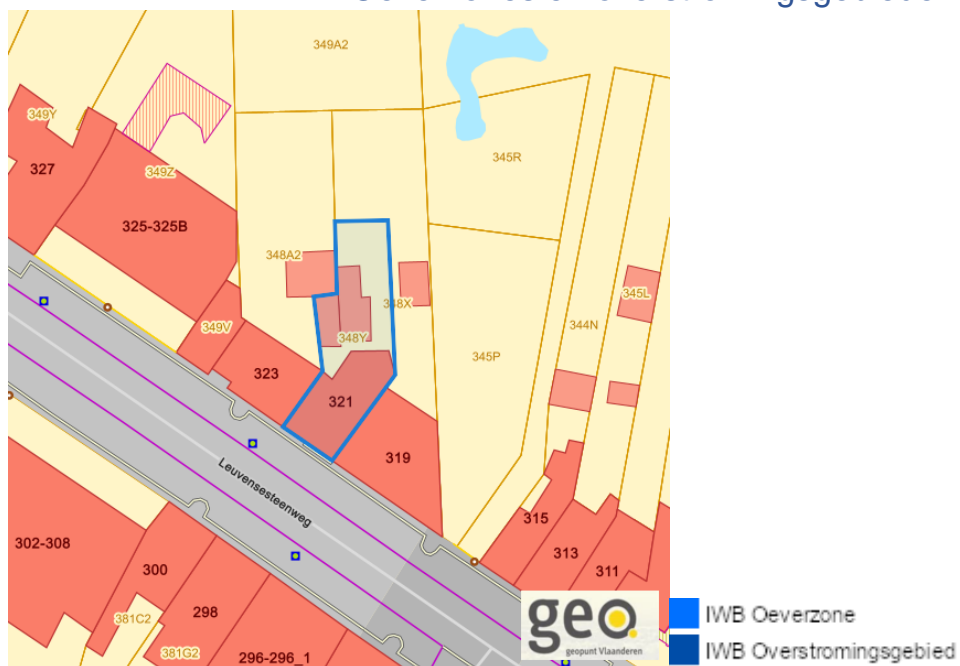 349A2
349Y
327
349Z
345R
325-325B
348A2
348X
345L
349V
344N
348Y
345P
323
321
319
Leuvensesteenweg
315
313
311
302-308
300
298
381C2
381G2
296-296_1
geo.
geopunt Vlaanderen
IWB Oeverzone
IWB Overstromingsgebied